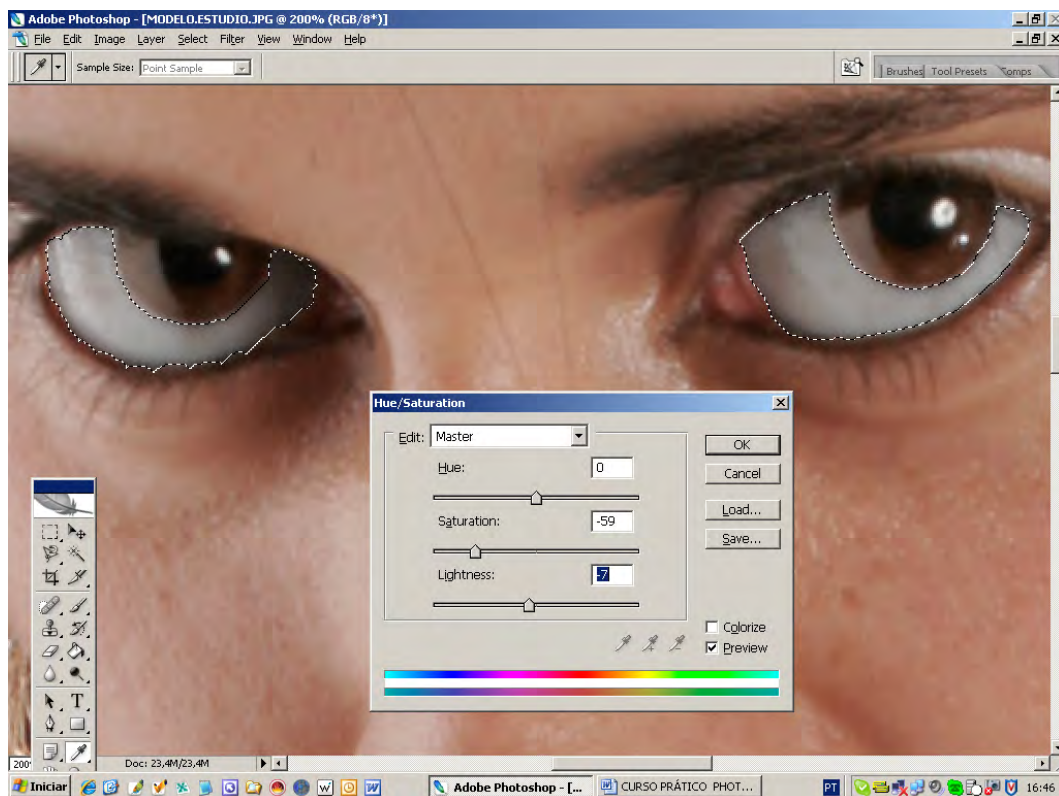 Adobe Photoshop - [MODELO.ESTUDIO.JPG @ 200% (RGB/8*)]
File Edit Image Layer Select Filter View Window Help
Sample Size: Point Sample
Brushes Tool Presets Comps
Hue/Saturation
Edit: Master
Hue: 0
Saturation: -59
Lightness: -7
OK
Cancel
Load...
Save...
Colorize
Preview
200
Doc: 23,4M/23,4M
Iniciar
Adobe Photoshop - [...
CURSO PRÁTICO PHOT...
PT
16:46